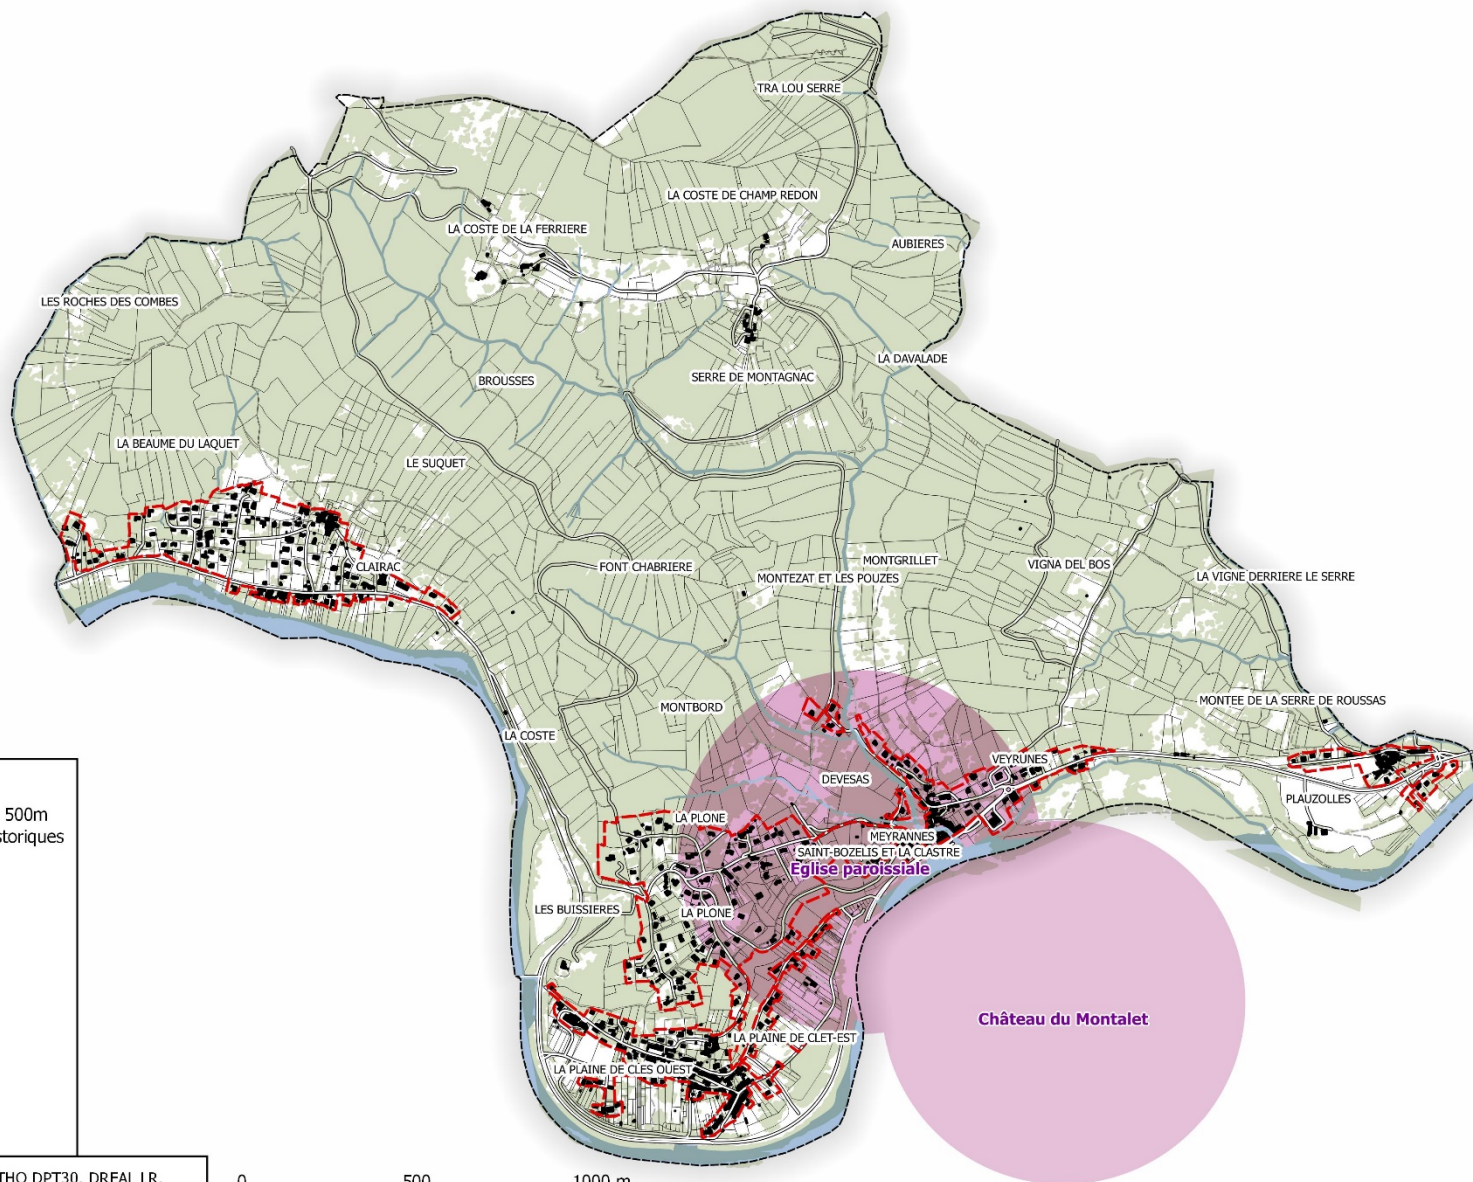 TRA LOU SERRE
LA COSTE DE CHAMP REDON
LA COSTE DE LA FERRIERE
AUBIERES
LES ROCHES DES COMBES
LA DAVALADE
SERRE DE MONTAGNAC
BROUSSES
LA BEAUME DU LAQUET
LE SUQUET
MONTGRILLET
CLAIRAC
FONT CHABRIERE
VIGNA DEL BOS
MONTEZAT ET LES POUZES
LA VIGNE DERRIERE LE SERRE
MONTEE DE LA SERRE DE ROUSSAS
MONTBORD
LA COSTE
VEYRUNES
DEVESAS
PLAUZOLLES
500m
LA PLONE
storiques
MEYRANNES
SAINT-BOZELIS ET LA CLASTRE
Eglise paroissiale
LES BUISSIERES
LA PLONE
Château du Montalet
LA PLAINE DE CLET-EST
LA PLAINE DE CLES OUEST
THO DPT30, DREAL LR,
0 500 1000 m